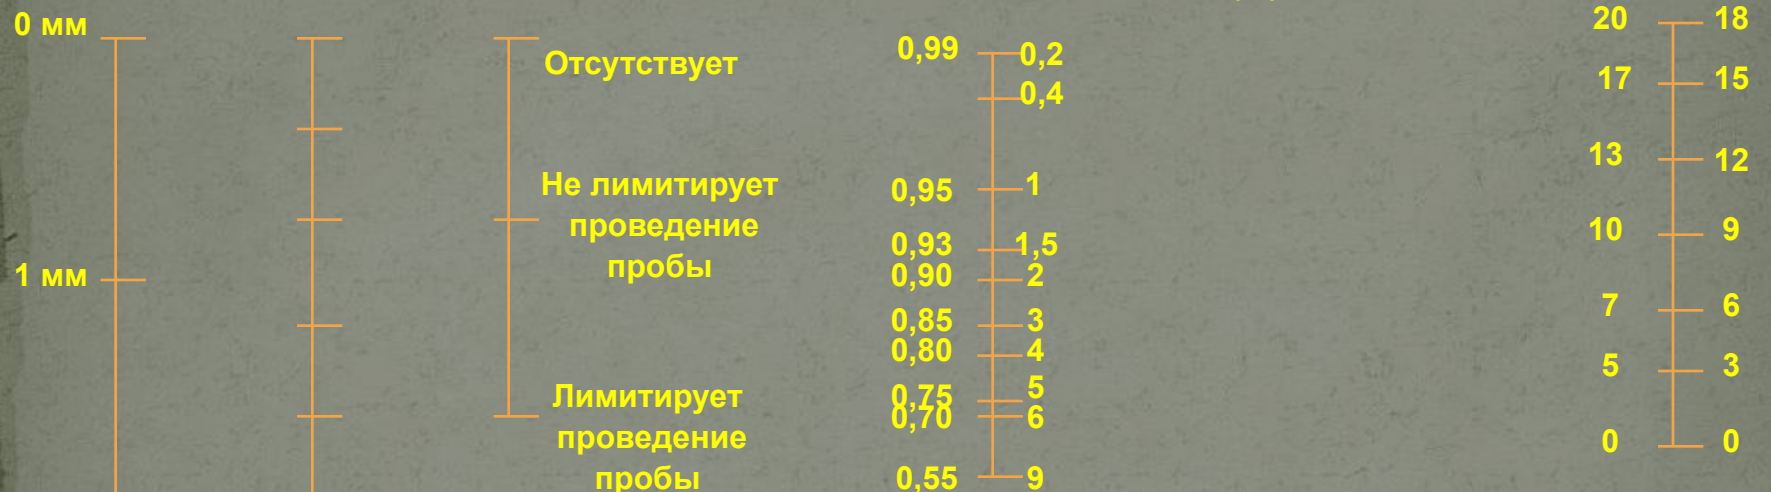 0 мм
1 мм
Отсутствует
Не лимитирует
проведение
пробы
Лимитирует
проведение
пробы
0,99 0,2
0,4
0,95 1
0,93 1,5
0,90 2
0,85 3
0,80 4
0,75 5
0,70 6
0,55 9
20 18
17 15
13 12
10 9
7 6
5 3
0 0